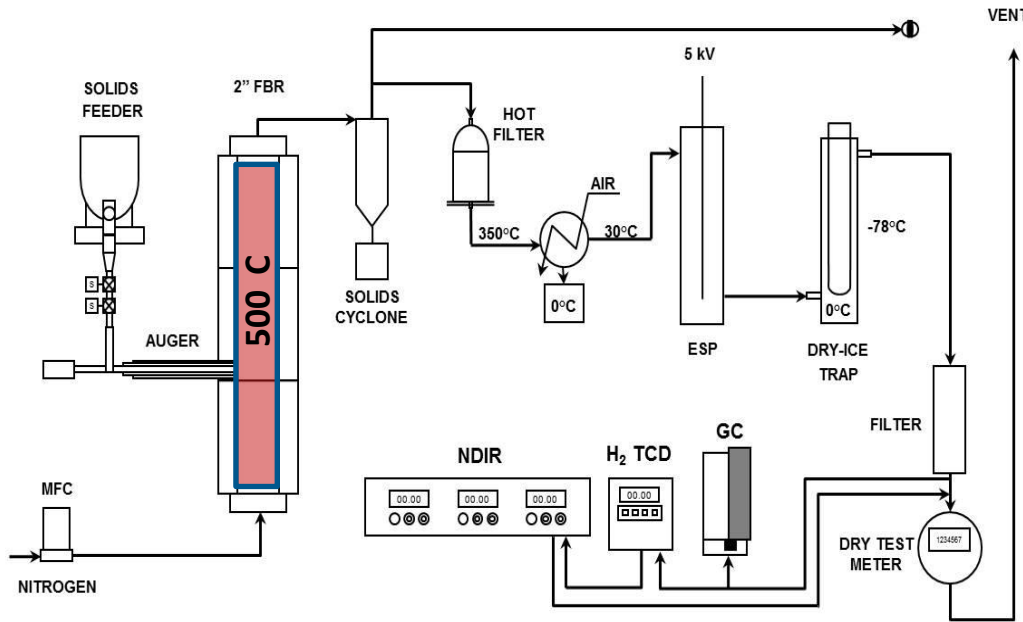 VENT
5 kV
SOLIDS
FEEDER
2” FBR
HOT
FILTER
AIR
350°C
30°C
-78°C
500 C
0°C
0°C
SOLIDS
CYCLONE
S
S
AUGER
ESP
DRY-ICE
TRAP
FILTER
GC
H₂ TCD
NDIR
MFC
00.00
00.00
00.00
00.00
DRY TEST
METER
1234567
NITROGEN